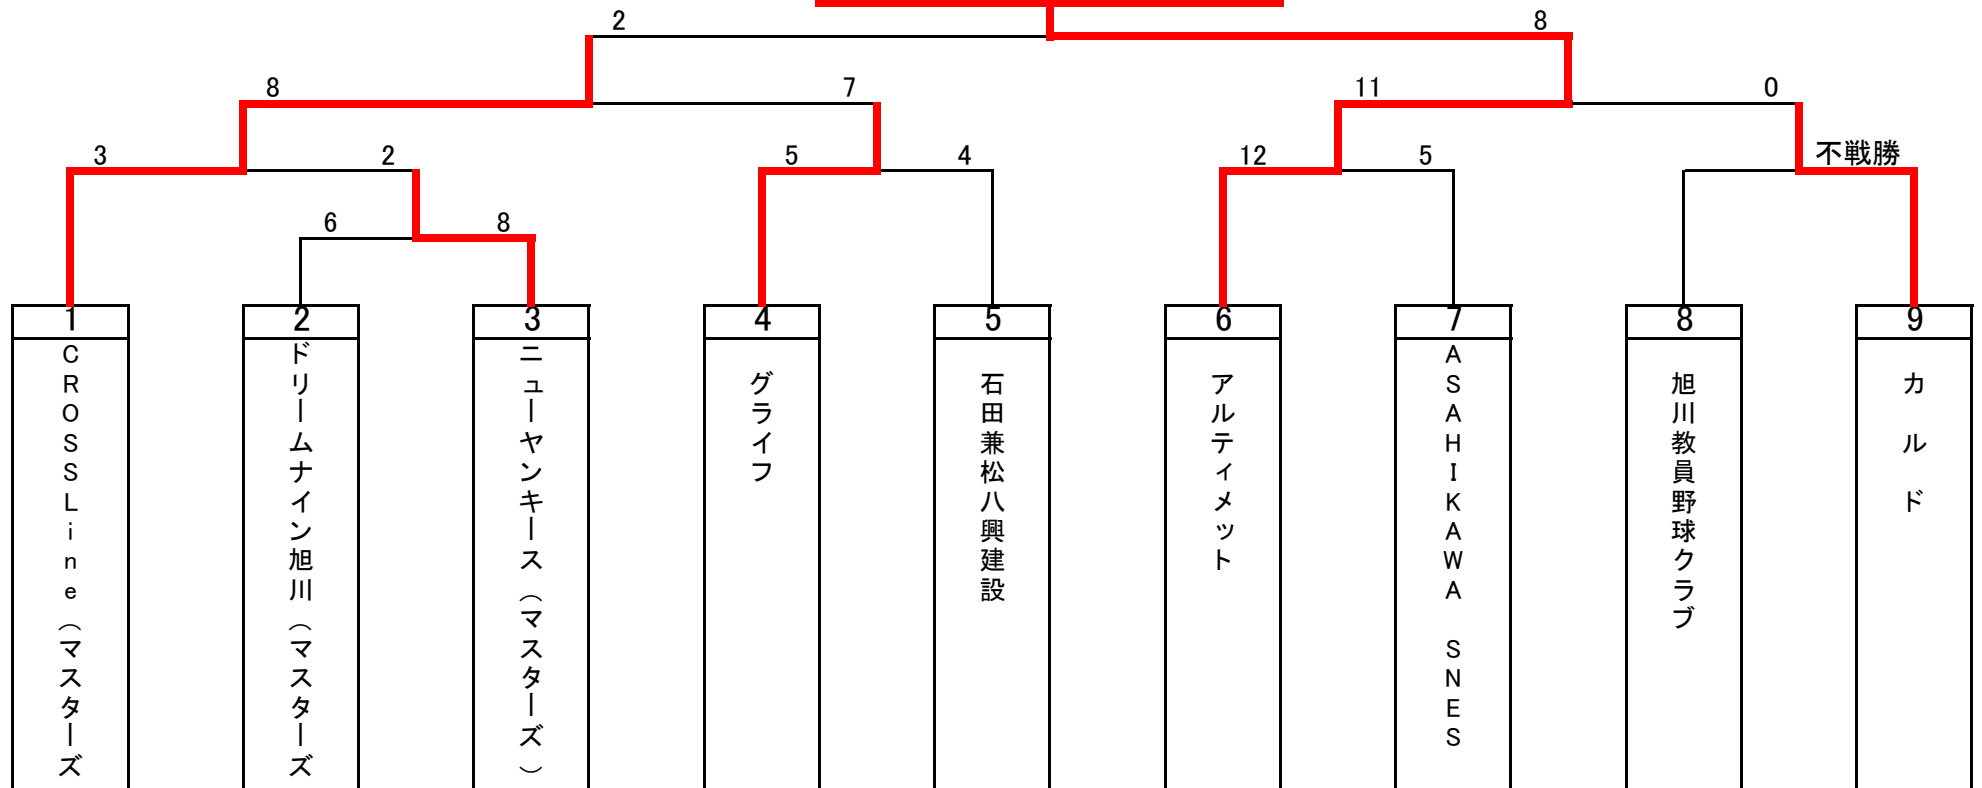 2 8
8 7 11 0
3 2 5 4 12 5 不戦勝
6 8
1 2 3 4 5 6 7 8 9
CROSSLine（マスターズ
ドリームナイン旭川（マスターズ
ニューヤンキース（マスターズ）
グライフ
石田兼松八興建設
アルティメット
ASAHIKAWA SNES
旭川教員野球クラブ
カルド